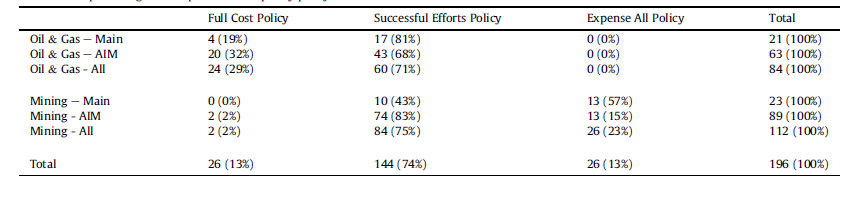 Full Cost Policy Successful Efforts Policy Expense All Policy Total
Oil & Gas – Main 4 (19%) 17 (81%) 0 (0%) 21 (100%)
Oil & Gas – AIM 20 (32%) 43 (68%) 0 (0%) 63 (100%)
Oil & Gas - All 24 (29%) 60 (71%) 0 (0%) 84 (100%)
Mining – Main 0 (0%) 10 (43%) 13 (57%) 23 (100%)
Mining - AIM 2 (2%) 74 (83%) 13 (15%) 89 (100%)
Mining - All 2 (2%) 84 (75%) 26 (23%) 112 (100%)
Total 26 (13%) 144 (74%) 26 (13%) 196 (100%)